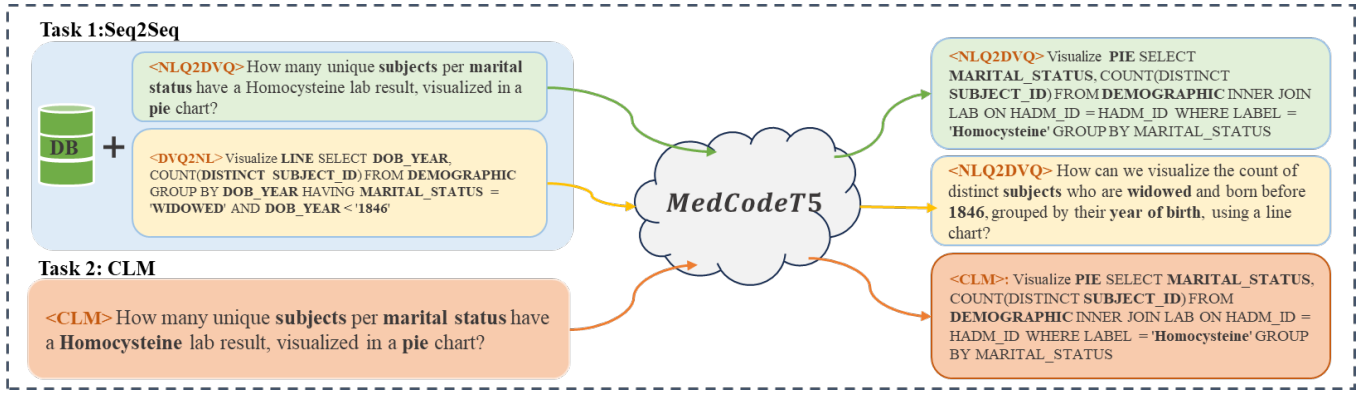 Task 1:Seq2Seq
<NLQ2DVQ> How many unique subjects per marital
status have a Homocysteine lab result, visualized in a
pie chart?
DB
+
<DVQ2NL> Visualize LINE SELECT DOB_YEAR,
COUNT(DISTINCT SUBJECT_ID) FROM DEMOGRAPHIC
GROUP BY DOB_YEAR HAVING MARITAL_STATUS =
'WIDOWED' AND DOB_YEAR < '1846'
Task 2: CLM
<CLM> How many unique subjects per marital status have
a Homocysteine lab result, visualized in a pie chart?
MedCodeT5
<NLQ2DVQ> Visualize PIE SELECT
MARITAL_STATUS, COUNT(DISTINCT
SUBJECT_ID) FROM DEMOGRAPHIC INNER JOIN
LAB ON HADM_ID = HADM_ID WHERE LABEL =
'Homocysteine' GROUP BY MARITAL_STATUS
<NLQ2DVQ> How can we visualize the count of
distinct subjects who are widowed and born before
1846, grouped by their year of birth, using a line
chart?
<CLM>: Visualize PIE SELECT MARITAL_STATUS,
COUNT(DISTINCT SUBJECT_ID) FROM
DEMOGRAPHIC INNER JOIN LAB ON HADM_ID =
HADM_ID WHERE LABEL = 'Homocysteine' GROUP
BY MARITAL_STATUS